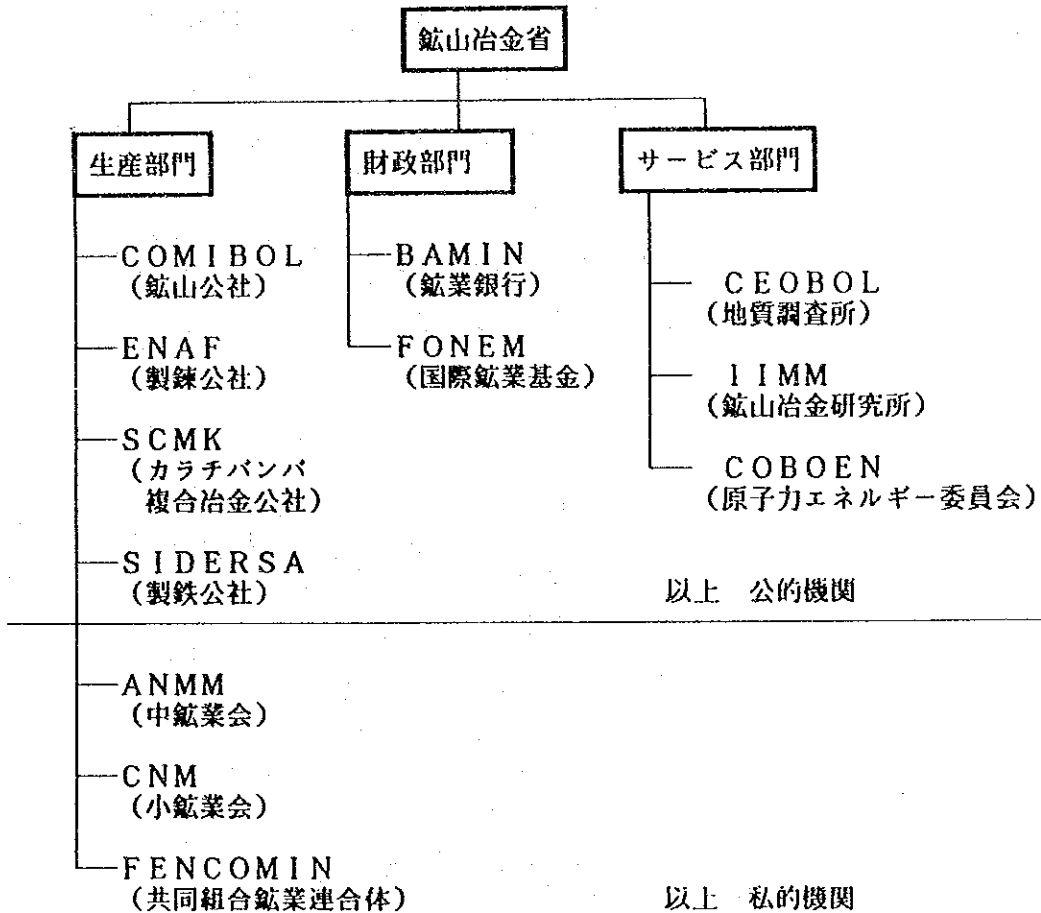 鉱山冶金省
生産部門
財政部門
サービス部門
COMIBOL
(鉱山公社)
ENAF
(製錬公社)
SCMK
(カラチバンバ
複合冶金公社)
SIDERSA
(製鉄公社)
BAMIN
(鉱業銀行)
FONEM
(国際鉱業基金)
CEOBOL
(地質調査所)
IIMM
(鉱山冶金研究所)
COBOEN
(原子力エネルギー委員会)
以上 公的機関
ANMM
(中鉱業会)
CNM
(小鉱業会)
FENCOMIN
(共同組合鉱業連合体)
以上 私的機関